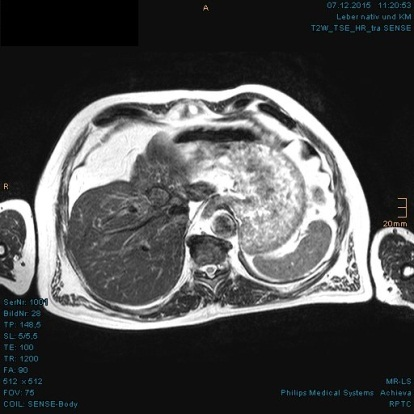 A
07.12.2015 11:20:53
Leber nativ und KM
T2W_TSE_HR_tra SENSE
R
20mm
SerNr: 1001
BildNr: 28
TP: 148,5
SL: 5/5.5
TE: 100
TR: 1200
FA: 90
512 × 512
FOV: 75
COIL: SENSE-Body
MR-LS
Philips Medical Systems Achieva
RPTC